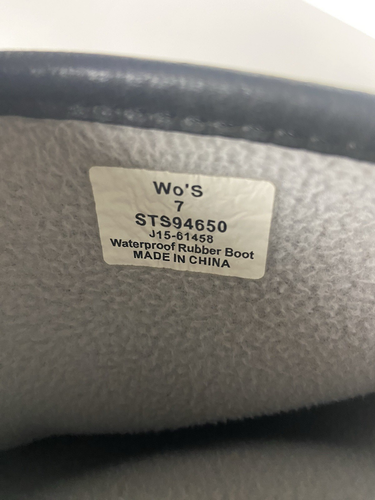 Wo'S
7
STS94650
J15-61458
Waterproof Rubber Boot
MADE IN CHINA